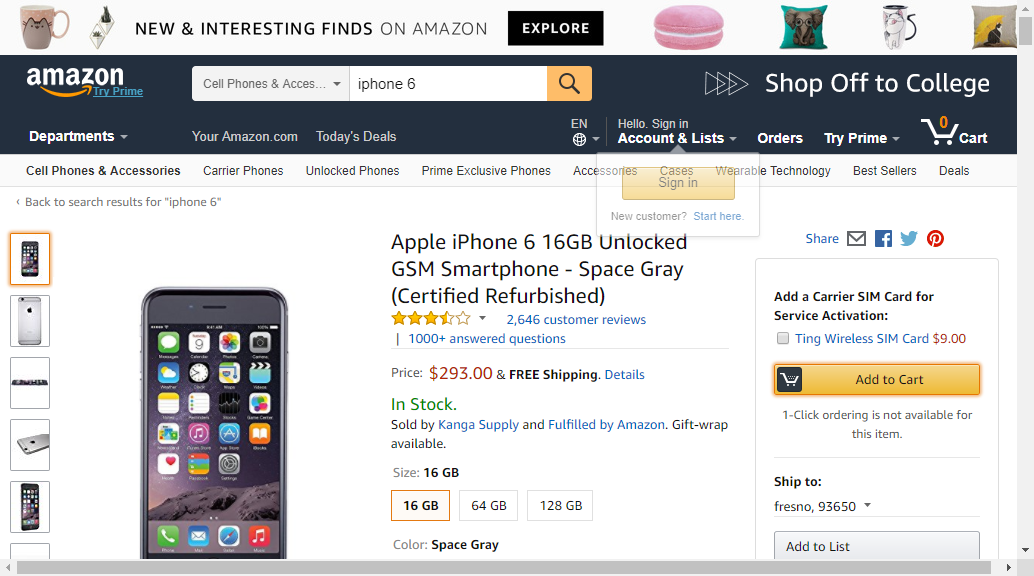 NEW & INTERESTING FINDS ON AMAZON EXPLORE
amazon
Try Prime
Cell Phones & Acces...
iphone 6
Shop Off to College
Departments
Your Amazon.com
Today's Deals
EN
Hello. Sign in
Account & Lists
Orders
Try Prime
0
Cart
Cell Phones & Accessories
Carrier Phones
Unlocked Phones
Prime Exclusive Phones
Accessories
Cases
Wearable Technology
Best Sellers
Deals
Sign in
New customer? Start here.
‹ Back to search results for "iphone 6"
Apple iPhone 6 16GB Unlocked
GSM Smartphone - Space Gray
(Certified Refurbished)
2,646 customer reviews
| 1000+ answered questions
Price: $293.00 & FREE Shipping. Details
In Stock.
Sold by Kanga Supply and Fulfilled by Amazon. Gift-wrap
available.
Size: 16 GB
16 GB
64 GB
128 GB
Color: Space Gray
Share
Add a Carrier SIM Card for
Service Activation:
Ting Wireless SIM Card $9.00
Add to Cart
1-Click ordering is not available for
this item.
Ship to:
fresno, 93650
Add to List